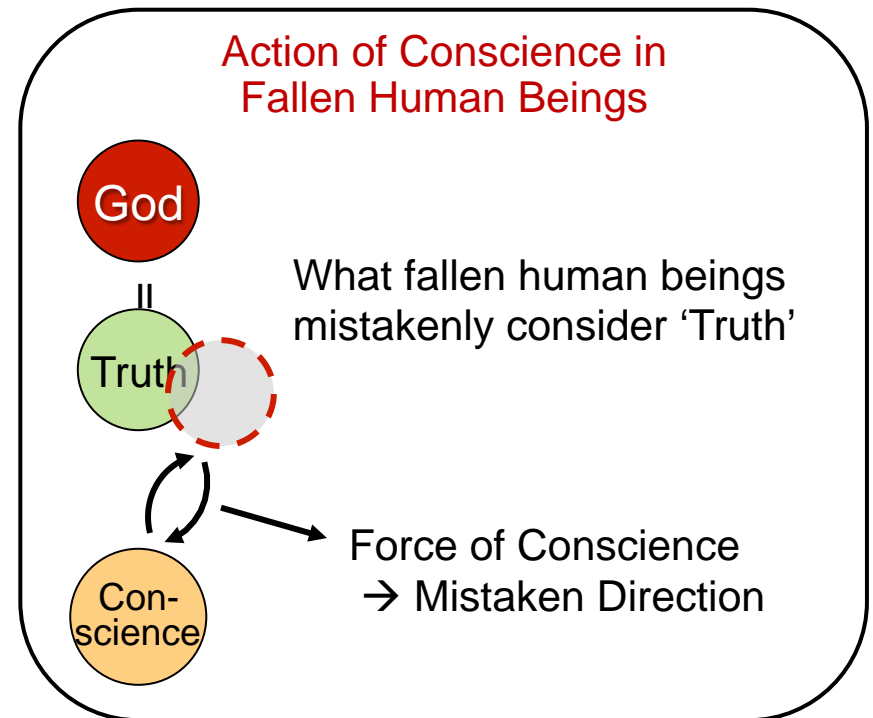 Action of Conscience in
Fallen Human Beings
God
=
What fallen human beings
mistakenly consider ‘Truth’
Truth
Force of Conscience
→ Mistaken Direction
Con-
science